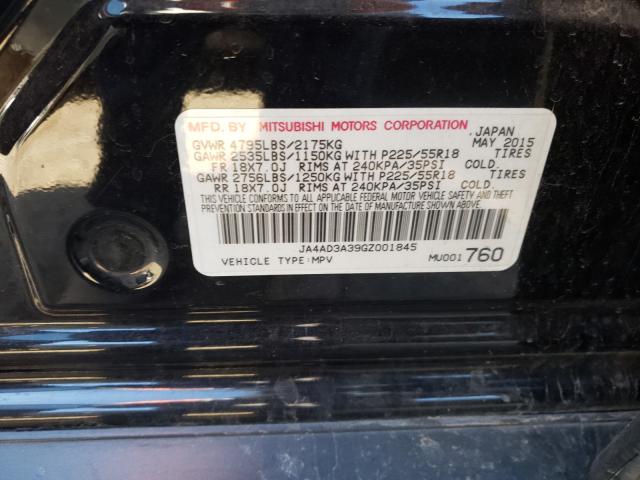 MFD. BY MITSUBISHI MOTORS CORPORATION, JAPAN
GVWR 4795LBS/2175KG MAY 2015
GAWR 2535LBS/1150KG WITH P225/55R18 TIRES
FR 18X7.0J RIMS AT 240KPA/35PSI COLD.
GAWR 2756LBS/1250KG WITH P225/55R18 TIRES
RR 18X7.0J RIMS AT 240KPA/35PSI COLD.
THIS VEHICLE CONFORMS TO ALL APPLICABLE FEDERAL MOTOR VEHICLE SAFETY AND
THEFT PREVENTION STANDARDS IN EFFECT ON THE DATE OF MANUFACTURE SHOWN ABOVE.
JA4AD3A39GZ001845
VEHICLE TYPE:MPV MU001760